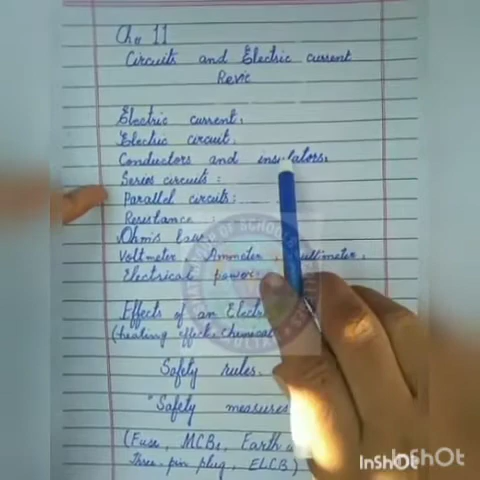 Ch# 11
Circuits and Electric current
Revie
Electric current.
Electric circuit.
Conductors and insulators.
Series circuits :
Parallel circuits:
Resistance :
Ohm's law.
Voltmeter, Ammeter,
Electrical power:
Effects of an
(heating effect, chemical
Safety rules.
"Safety measures
(Fuse, MCBs, Earth
three-pin plug, ELCB)
InShOt